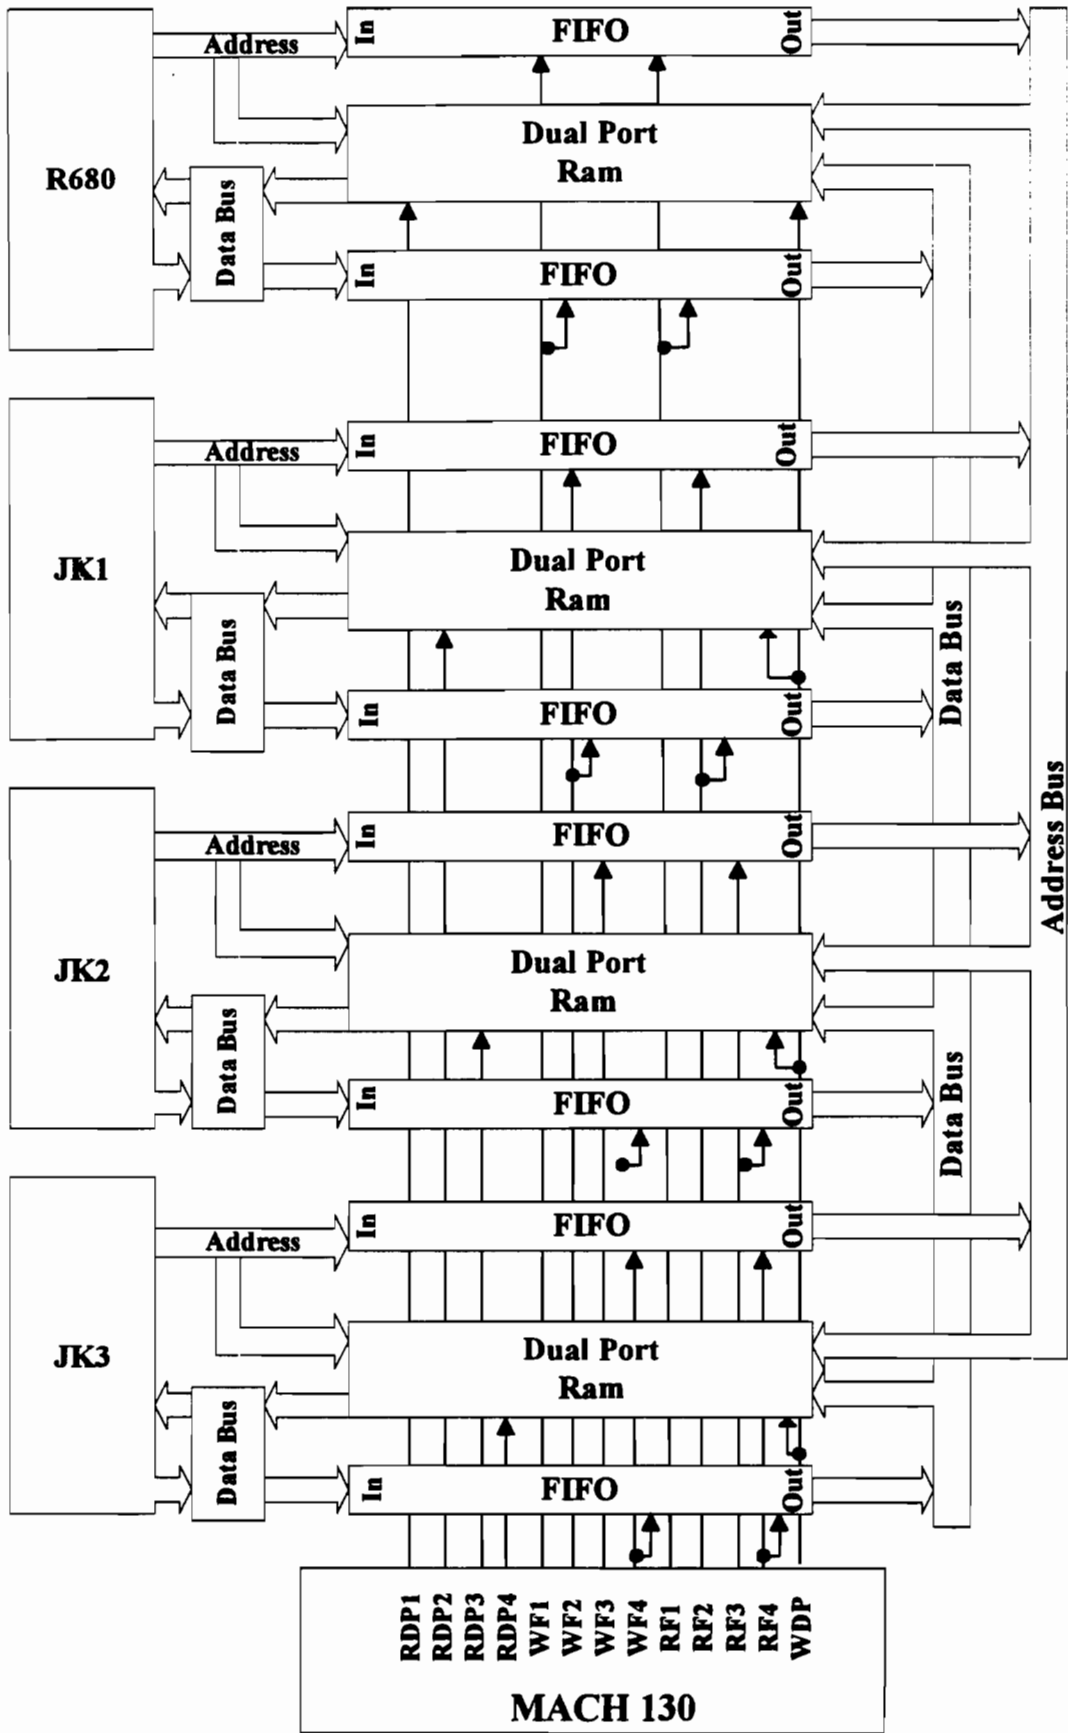 FIFO
In
Out
Address
Dual Port
Ram
R680
Data Bus
FIFO
In
Out
FIFO
In
Out
Address
Dual Port
Ram
JK1
Data Bus
FIFO
In
Out
Data Bus
Address Bus
FIFO
In
Out
Address
Dual Port
Ram
JK2
Data Bus
FIFO
In
Out
Data Bus
FIFO
In
Out
Address
Dual Port
Ram
JK3
Data Bus
FIFO
In
Out
RDP1
RDP2
RDP3
RDP4
WF1
WF2
WF3
WF4
RF1
RF2
RF3
RF4
WDP
MACH 130